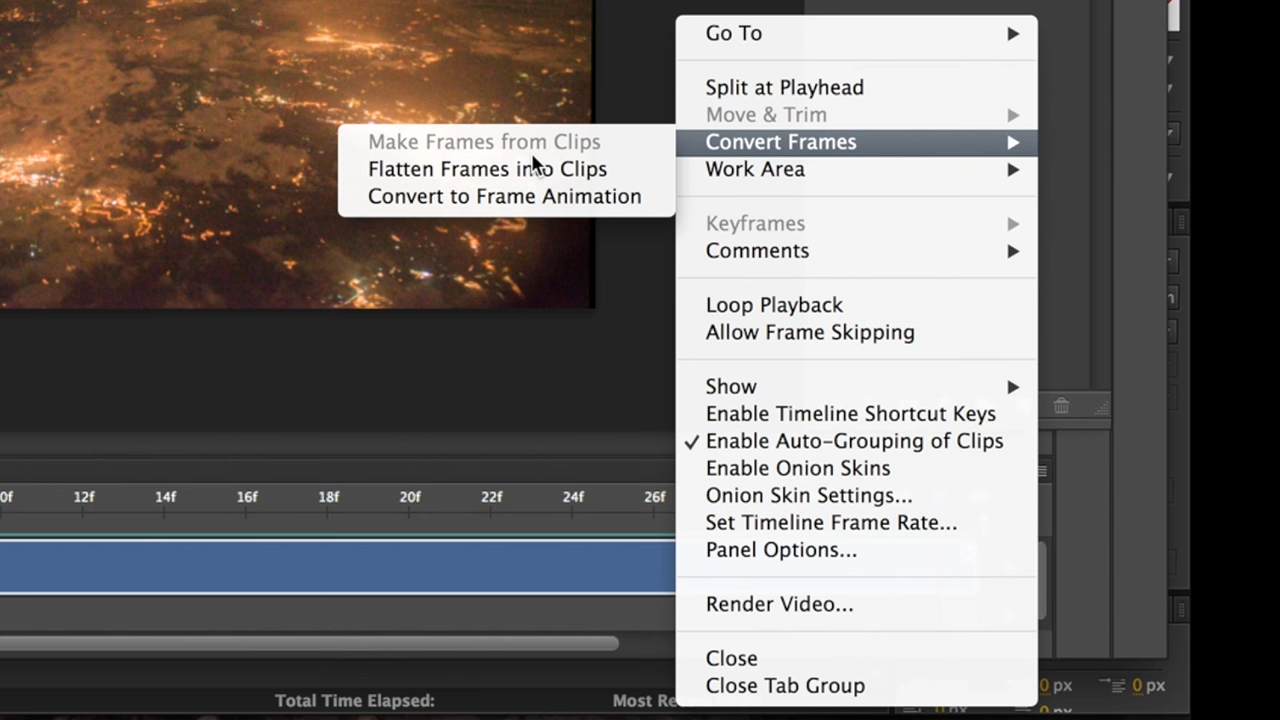 Go To
Split at Playhead
Move & Trim
Convert Frames
Work Area
Make Frames from Clips
Flatten Frames into Clips
Convert to Frame Animation
Keyframes
Comments
Loop Playback
Allow Frame Skipping
Show
Enable Timeline Shortcut Keys
Enable Auto-Grouping of Clips
Enable Onion Skins
Onion Skin Settings...
Set Timeline Frame Rate...
Panel Options...
Render Video...
Close
Close Tab Group
0f 12f 14f 16f 18f 20f 22f 24f 26f
Total Time Elapsed: Most Re
0 px 0 px
0 px 0 px